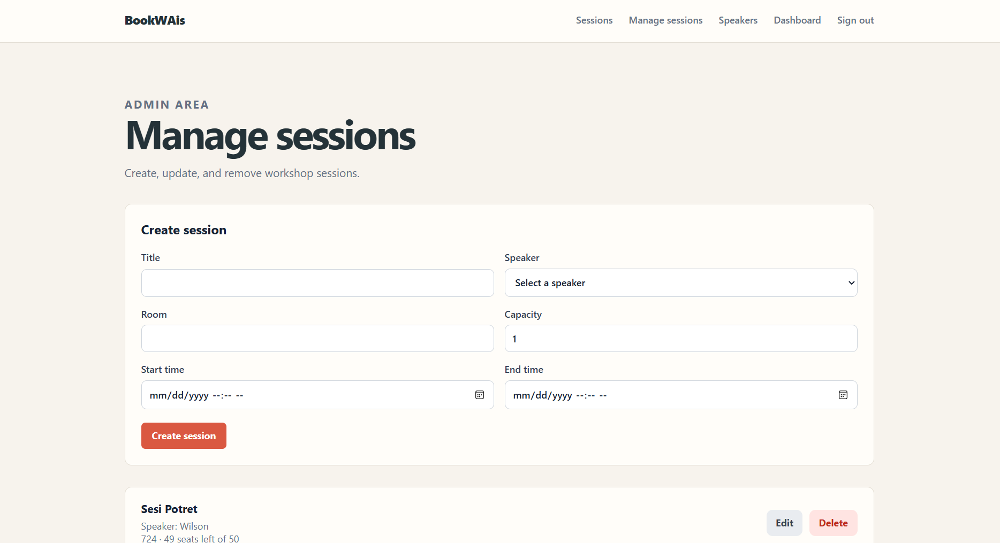 BookWAis
Sessions Manage sessions Speakers Dashboard Sign out
ADMIN AREA
Manage sessions
Create, update, and remove workshop sessions.
Create session
Title
Speaker
Select a speaker
Room
Capacity
1
Start time
End time
mm/dd/yyyy --:-- --
mm/dd/yyyy --:-- --
Create session
Sesi Potret
Speaker: Wilson
724 · 49 seats left of 50
Edit
Delete